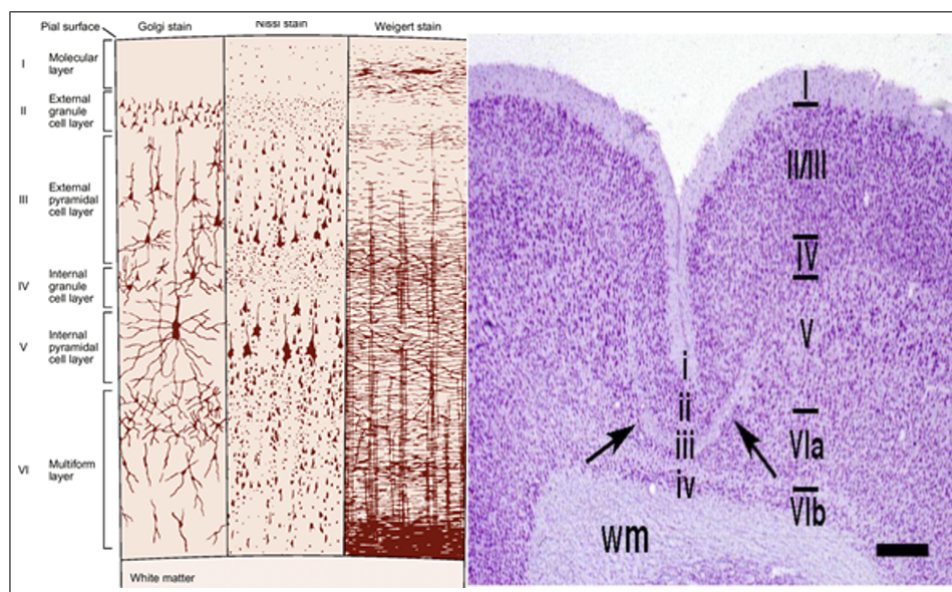 Pial surface
Golgi stain
Nissl stain
Weigert stain
I
Molecular
layer
II
External
granule
cell layer
III
External
pyramidal
cell layer
IV
Internal
granule
cell layer
V
Internal
pyramidal
cell layer
VI
Multiform
layer
White matter
I
II/III
IV
V
VIa
VIb
i
ii
iii
iv
wm